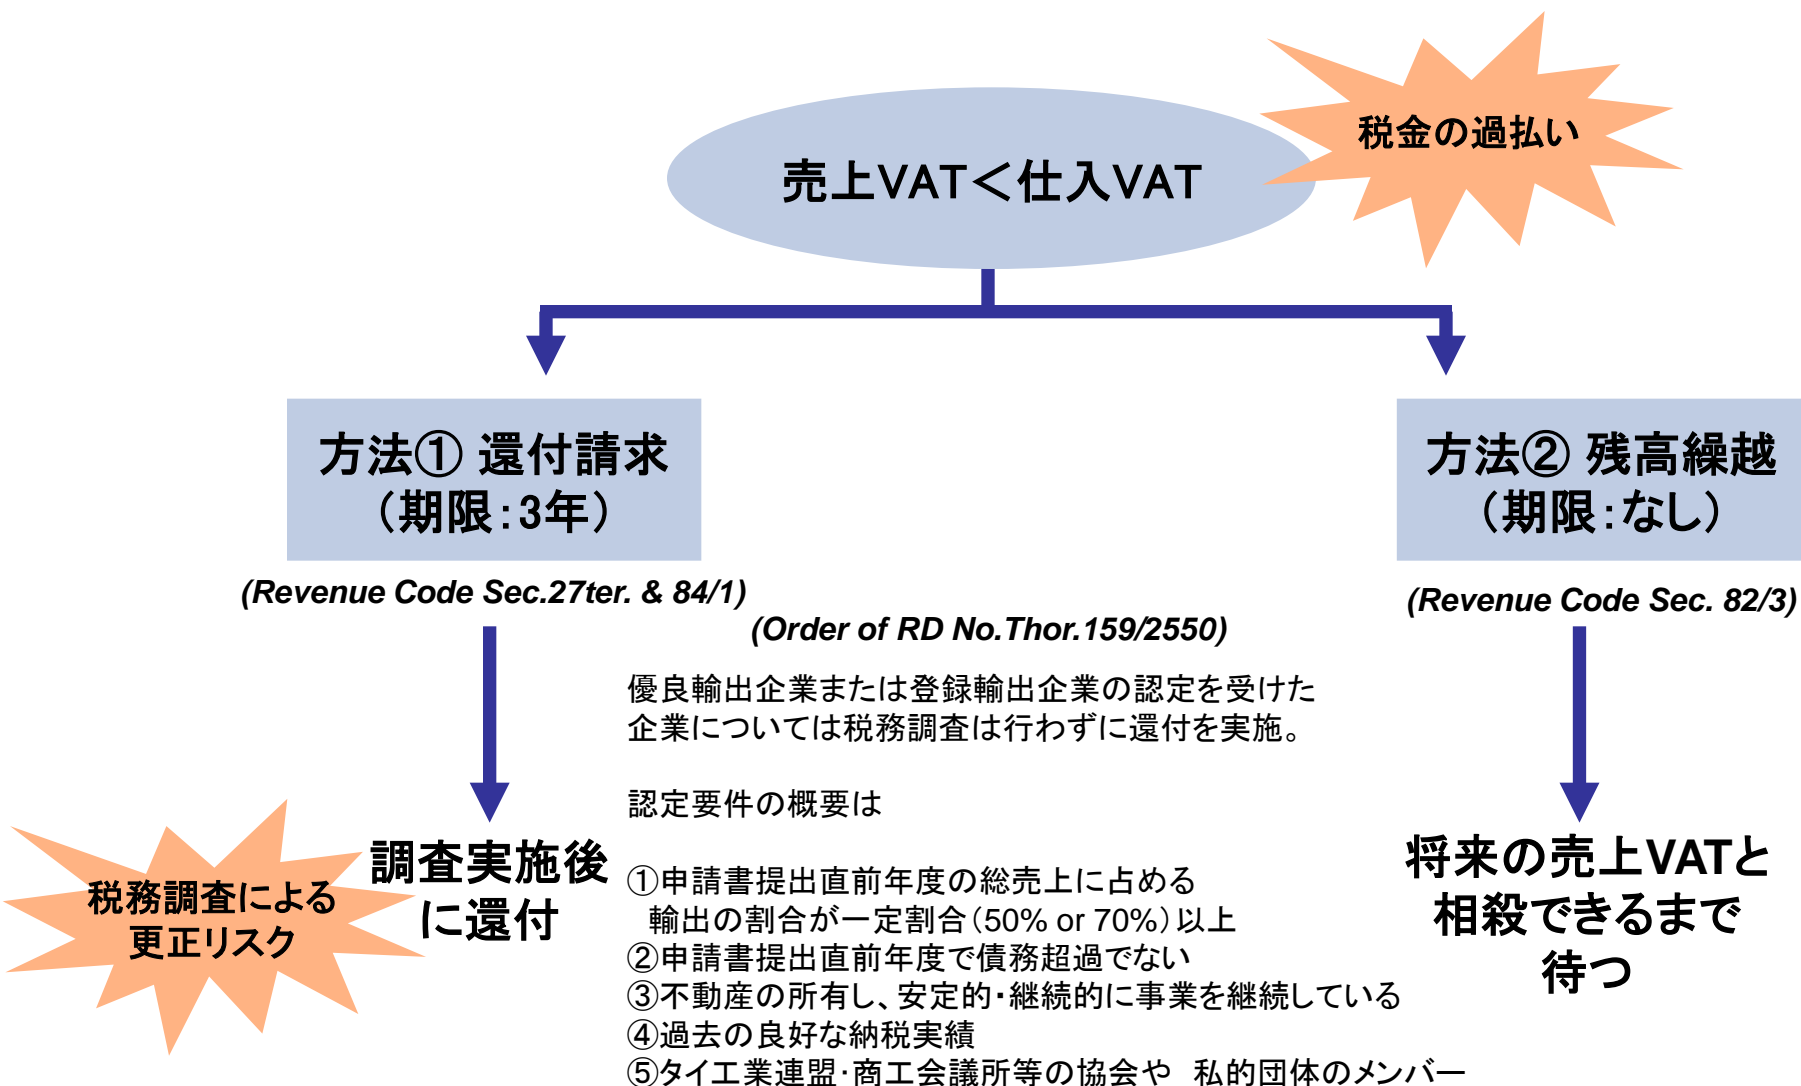 税金の過払い
売上VAT＜仕入VAT
方法① 還付請求
（期限：3年）
(Revenue Code Sec.27ter. & 84/1)
方法② 残高繰越
（期限：なし）
(Revenue Code Sec. 82/3)
(Order of RD No.Thor.159/2550)
優良輸出企業または登録輸出企業の認定を受けた
企業については税務調査は行わずに還付を実施。
認定要件の概要は
①申請書提出直前年度の総売上に占める
輸出の割合が一定割合（50% or 70%）以上
②申請書提出直前年度で債務超過でない
③不動産の所有し、安定的・継続的に事業を継続している
④過去の良好な納税実績
⑤タイ工業連盟・商工会議所等の協会や　私的団体のメンバー
調査実施後
に還付
税務調査による
更正リスク
将来の売上VATと
相殺できるまで
待つ